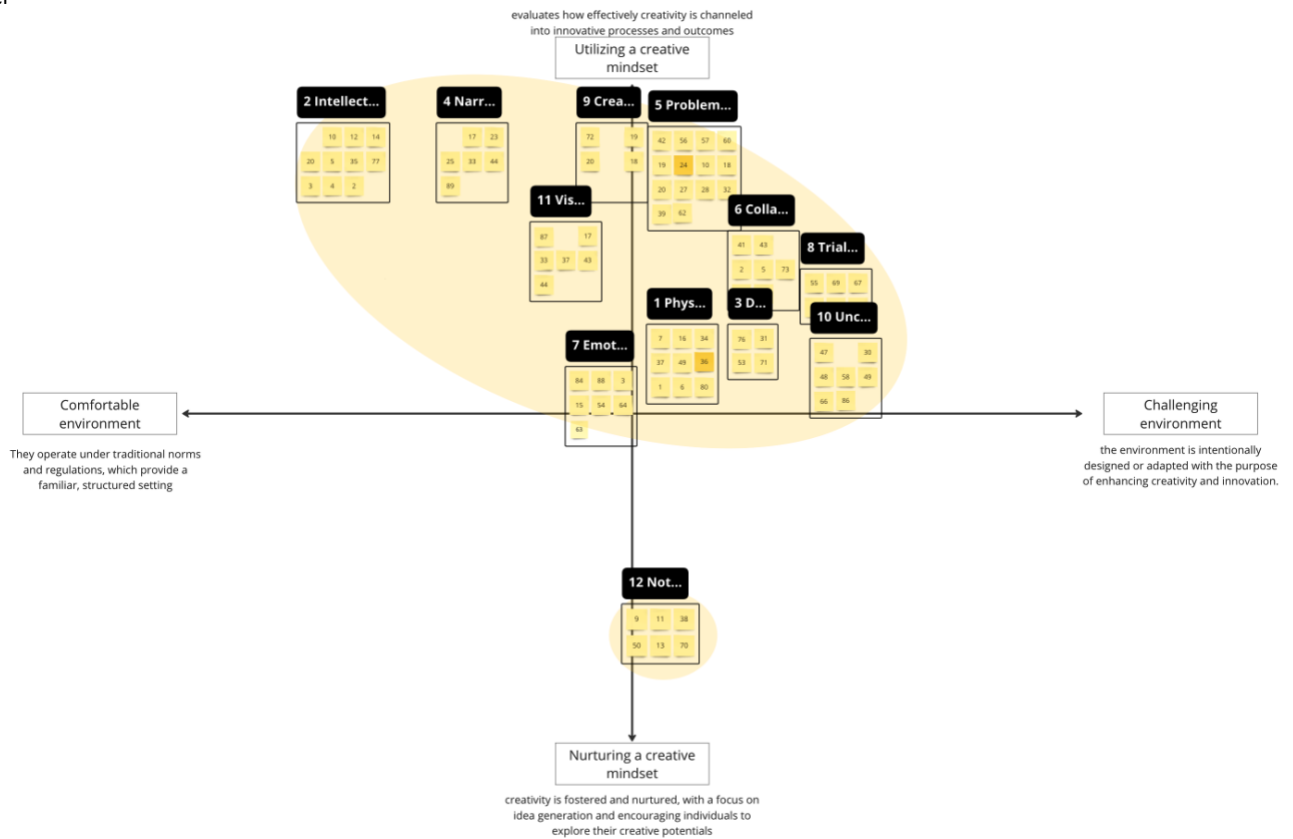 evaluates how effectively creativity is channeled
into innovative processes and outcomes
Utilizing a creative
mindset
2 Intellect...
10 12 14
20 5 35 77
3 4 2
4 Narr...
17 23
25 33 44
89
9 Crea...
72 19
20 18
5 Problem...
42 56 57 60
19 24 10 18
20 27 28 32
39 62
11 Vis...
87 17
33 37 43
44
6 Colla...
41 43
2 5 73
8 Trial...
55 69 67
1 Phys...
7 16 34
37 49 36
1 6 80
3 D...
76 31
53 71
10 Unc...
47 30
48 58 49
66 86
7 Emot...
84 88 3
15 54 64
63
Comfortable
environment
They operate under traditional norms
and regulations, which provide a
familiar, structured setting
Challenging
environment
the environment is intentionally
designed or adapted with the purpose
of enhancing creativity and innovation.
12 Not...
9 11 38
50 13 70
Nurturing a creative
mindset
creativity is fostered and nurtured, with a focus on
idea generation and encouraging individuals to
explore their creative potentials